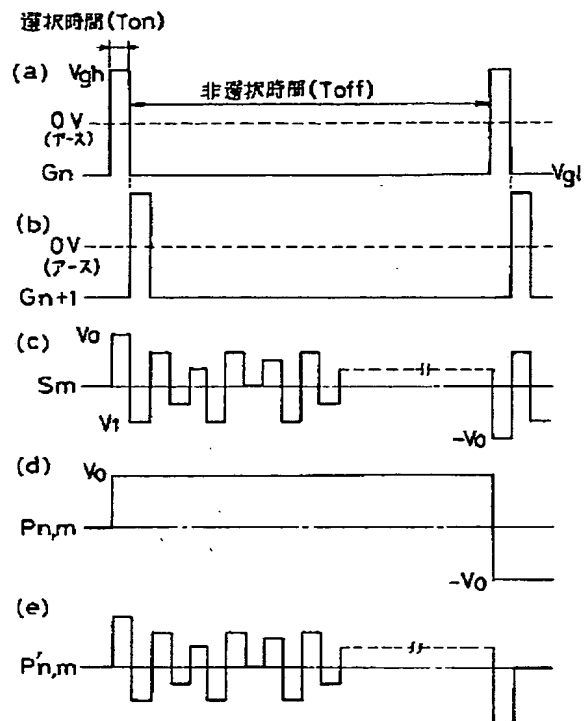 選択時間(Ton)
(a) Vgh
非選択時間(Toff)
0V
(アース)
Gn
Vgl
(b)
0V
(アース)
Gn+1
(c) Vo
Sm
V1
-Vo
(d)
Vo
Pn,m
-Vo
(e)
P'n,m